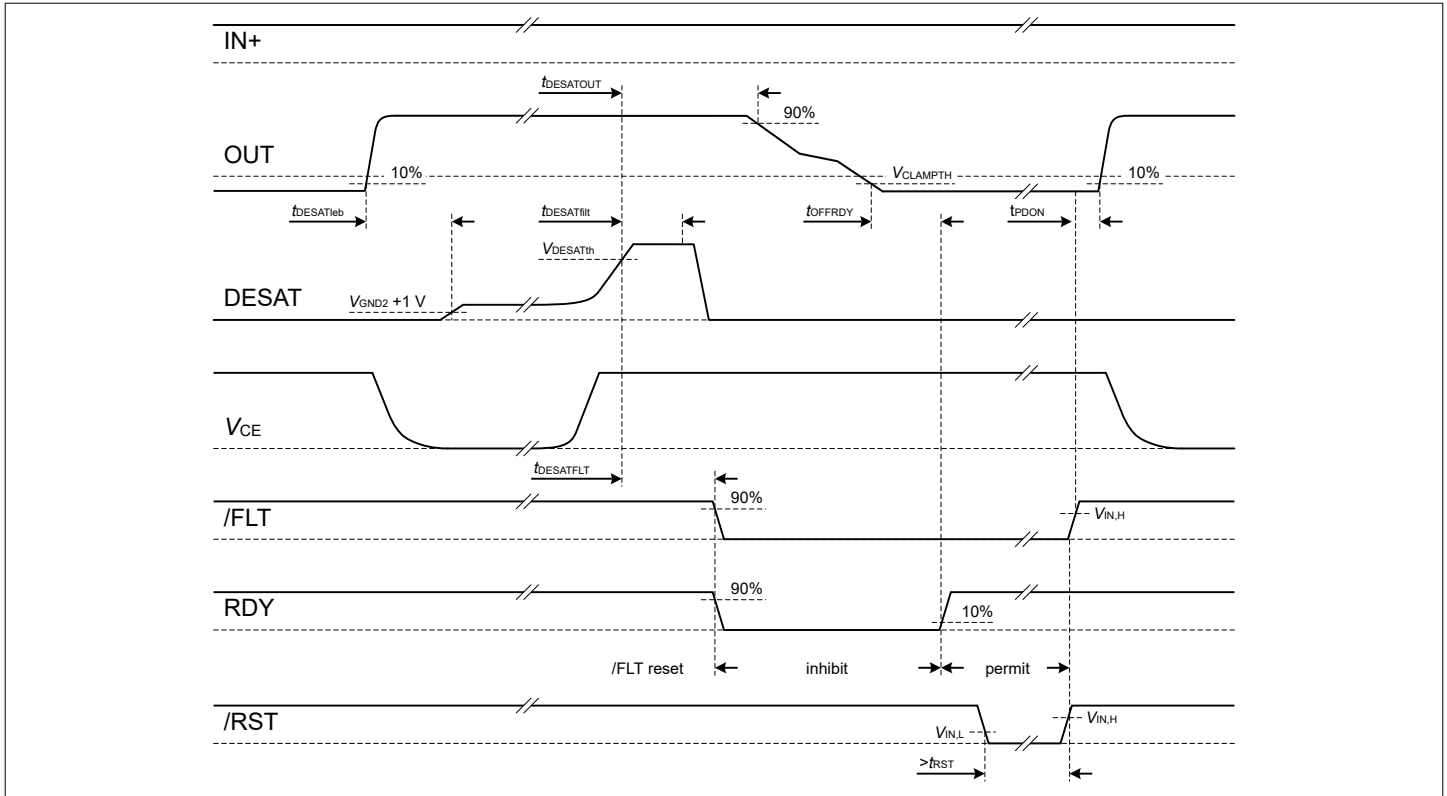 IN+
tDESATOUT
90%
OUT
10%
VCLAMPTH
10%
tDESATleb
tDESATfilt
tOFFRDY
tPDON
VDESATth
DESAT
VGND2 +1 V
VCE
tDESATFLT
90%
/FLT
VIN,H
90%
RDY
10%
/FLT reset
inhibit
permit
/RST
VIN,H
VIN,L
>tRST